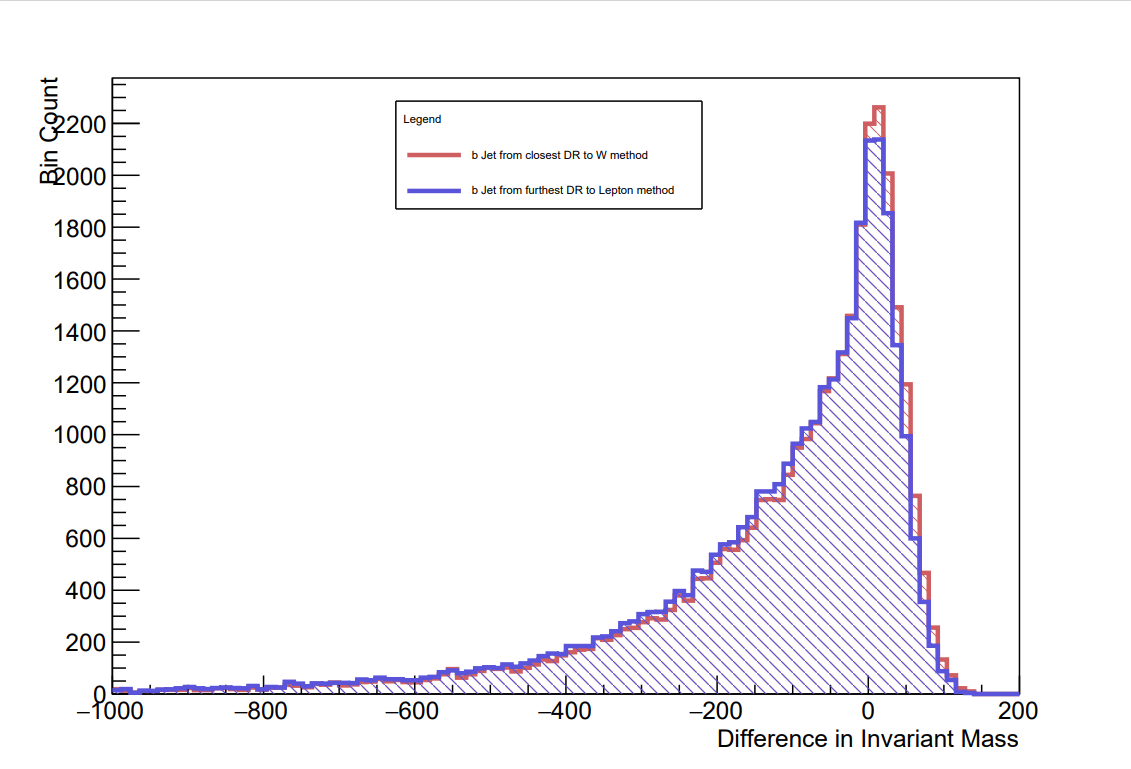 Bin Count
2200
2000
1800
1600
1400
1200
1000
800
600
400
200
0
Legend
b Jet from closest DR to W method
b Jet from furthest DR to Lepton method
−1000 −800 −600 −400 −200 0 200
Difference in Invariant Mass